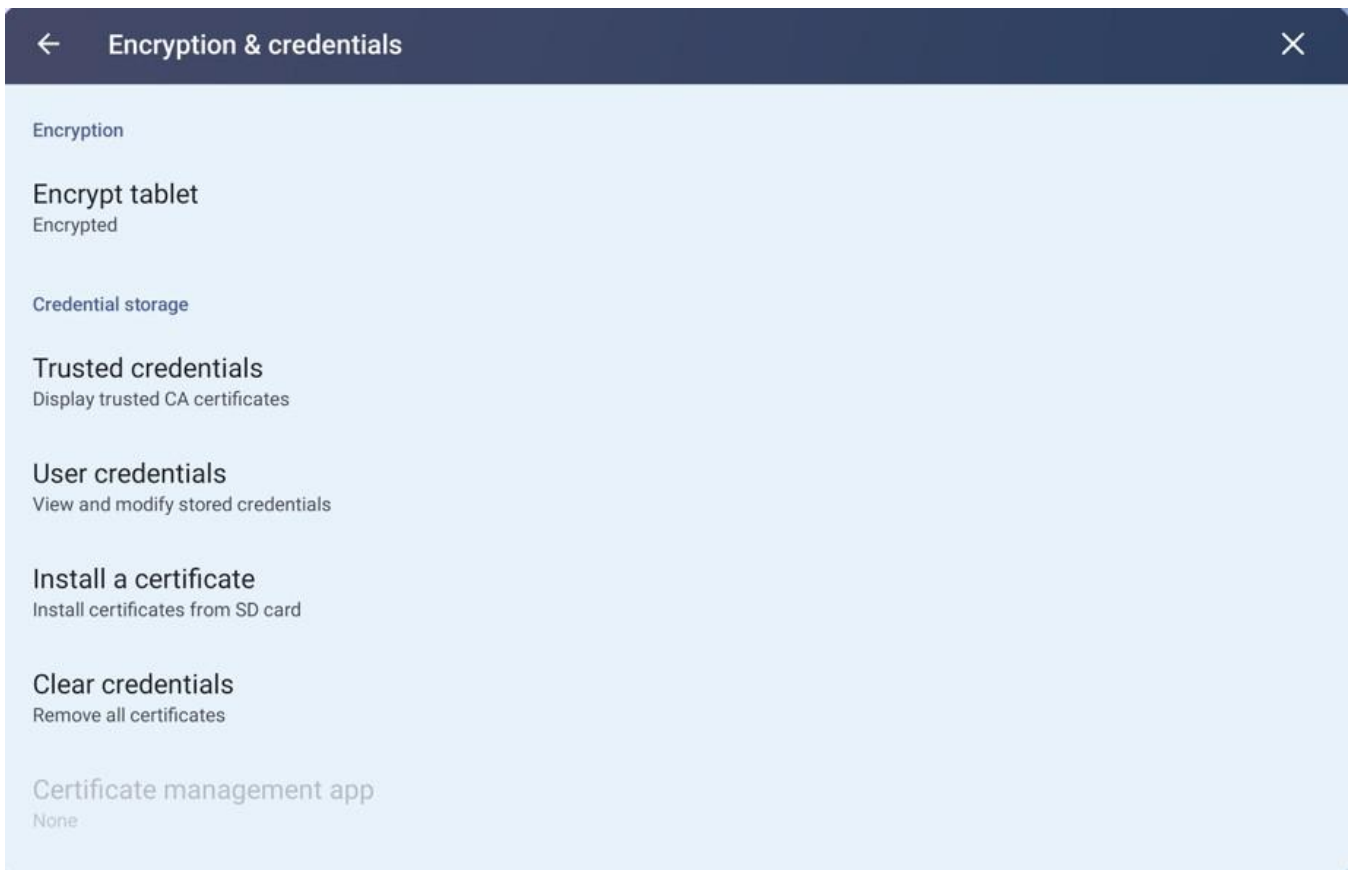 Encryption & credentials
Encryption
Encrypt tablet
Encrypted
Credential storage
Trusted credentials
Display trusted CA certificates
User credentials
View and modify stored credentials
Install a certificate
Install certificates from SD card
Clear credentials
Remove all certificates
Certificate management app
None